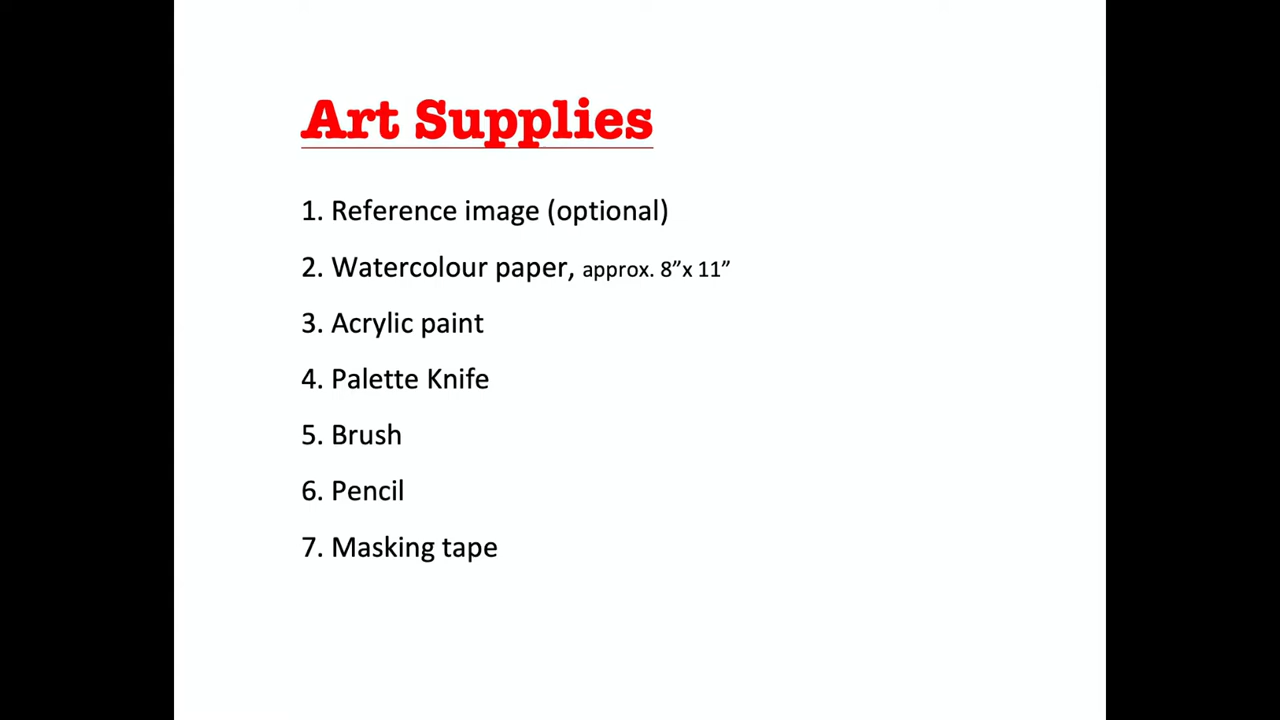 Art Supplies
1. Reference image (optional)
2. Watercolour paper, approx. 8”x 11”
3. Acrylic paint
4. Palette Knife
5. Brush
6. Pencil
7. Masking tape